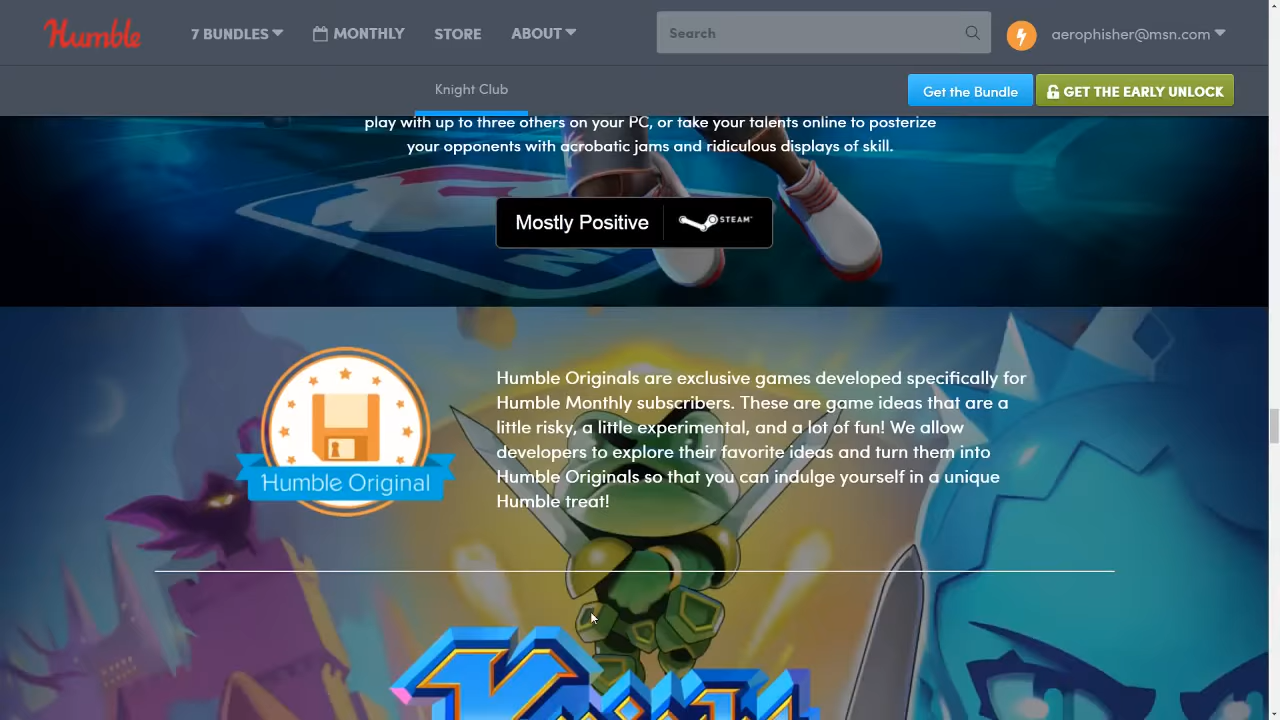 Humble
7 BUNDLES
MONTHLY
STORE
ABOUT
Search
aerophisher@msn.com
Knight Club
Get the Bundle
GET THE EARLY UNLOCK
play with up to three others on your PC, or take your talents online to posterize
your opponents with acrobatic jams and ridiculous displays of skill.
Mostly Positive
STEAM™
Humble Originals are exclusive games developed specifically for
Humble Monthly subscribers. These are game ideas that are a
little risky, a little experimental, and a lot of fun! We allow
developers to explore their favorite ideas and turn them into
Humble Originals so that you can indulge yourself in a unique
Humble treat!
Humble Original
Knight